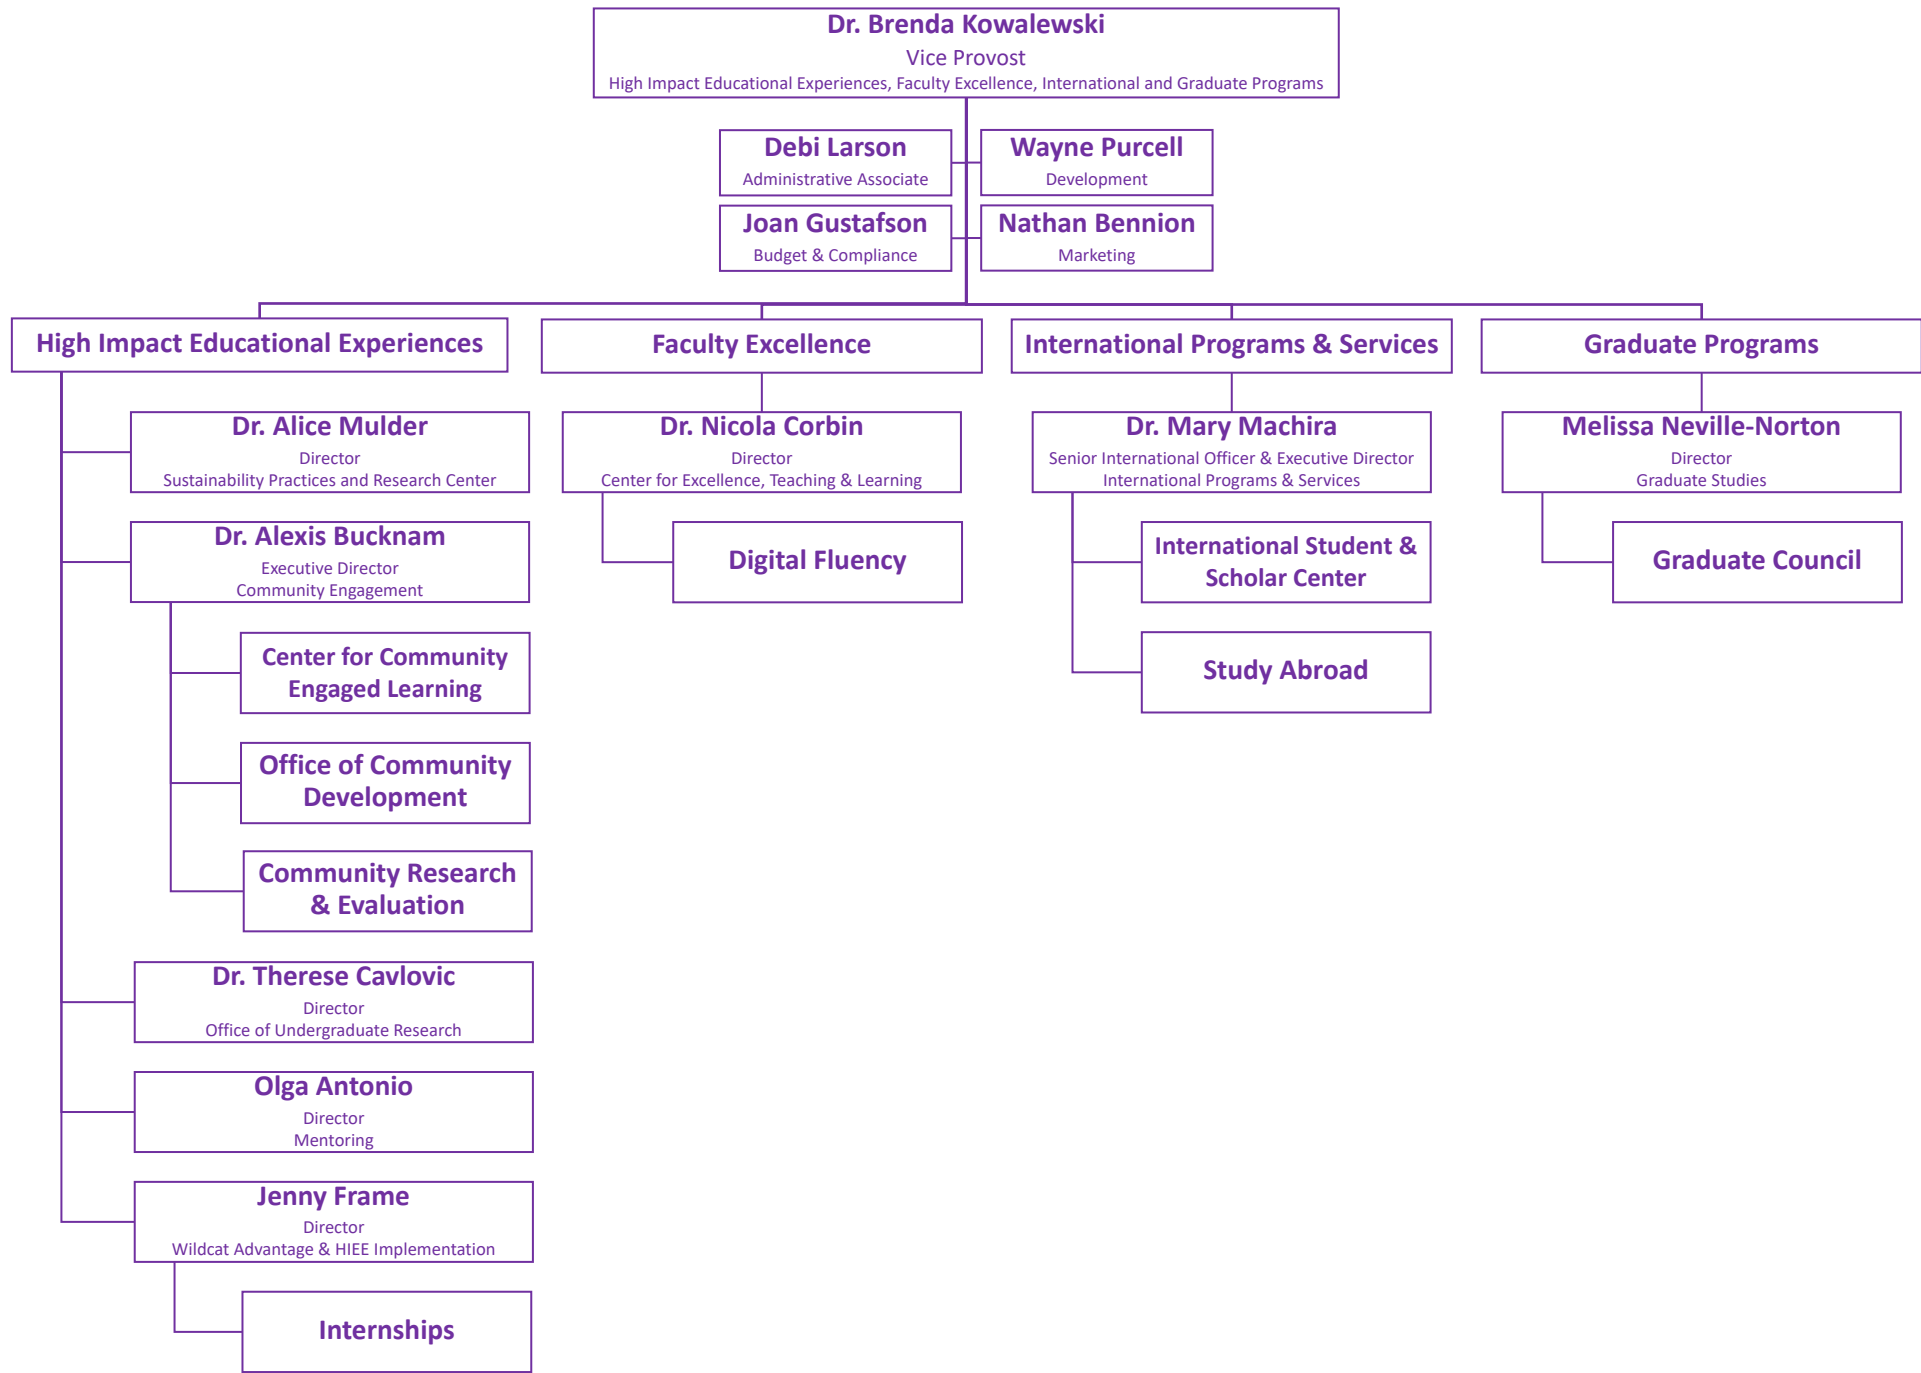 Dr. Brenda Kowalewski
Vice Provost
High Impact Educational Experiences, Faculty Excellence, International and Graduate Programs
Debi Larson
Administrative Associate
Wayne Purcell
Development
Joan Gustafson
Budget & Compliance
Nathan Bennion
Marketing
High Impact Educational Experiences
Dr. Alice Mulder
Director
Sustainability Practices and Research Center
Dr. Alexis Bucknam
Executive Director
Community Engagement
Center for Community
Engaged Learning
Office of Community
Development
Community Research
& Evaluation
Dr. Therese Cavlovic
Director
Office of Undergraduate Research
Olga Antonio
Director
Mentoring
Jenny Frame
Director
Wildcat Advantage & HIEE Implementation
Internships
Faculty Excellence
Dr. Nicola Corbin
Director
Center for Excellence, Teaching & Learning
Digital Fluency
International Programs & Services
Dr. Mary Machira
Senior International Officer & Executive Director
International Programs & Services
International Student &
Scholar Center
Study Abroad
Graduate Programs
Melissa Neville-Norton
Director
Graduate Studies
Graduate Council